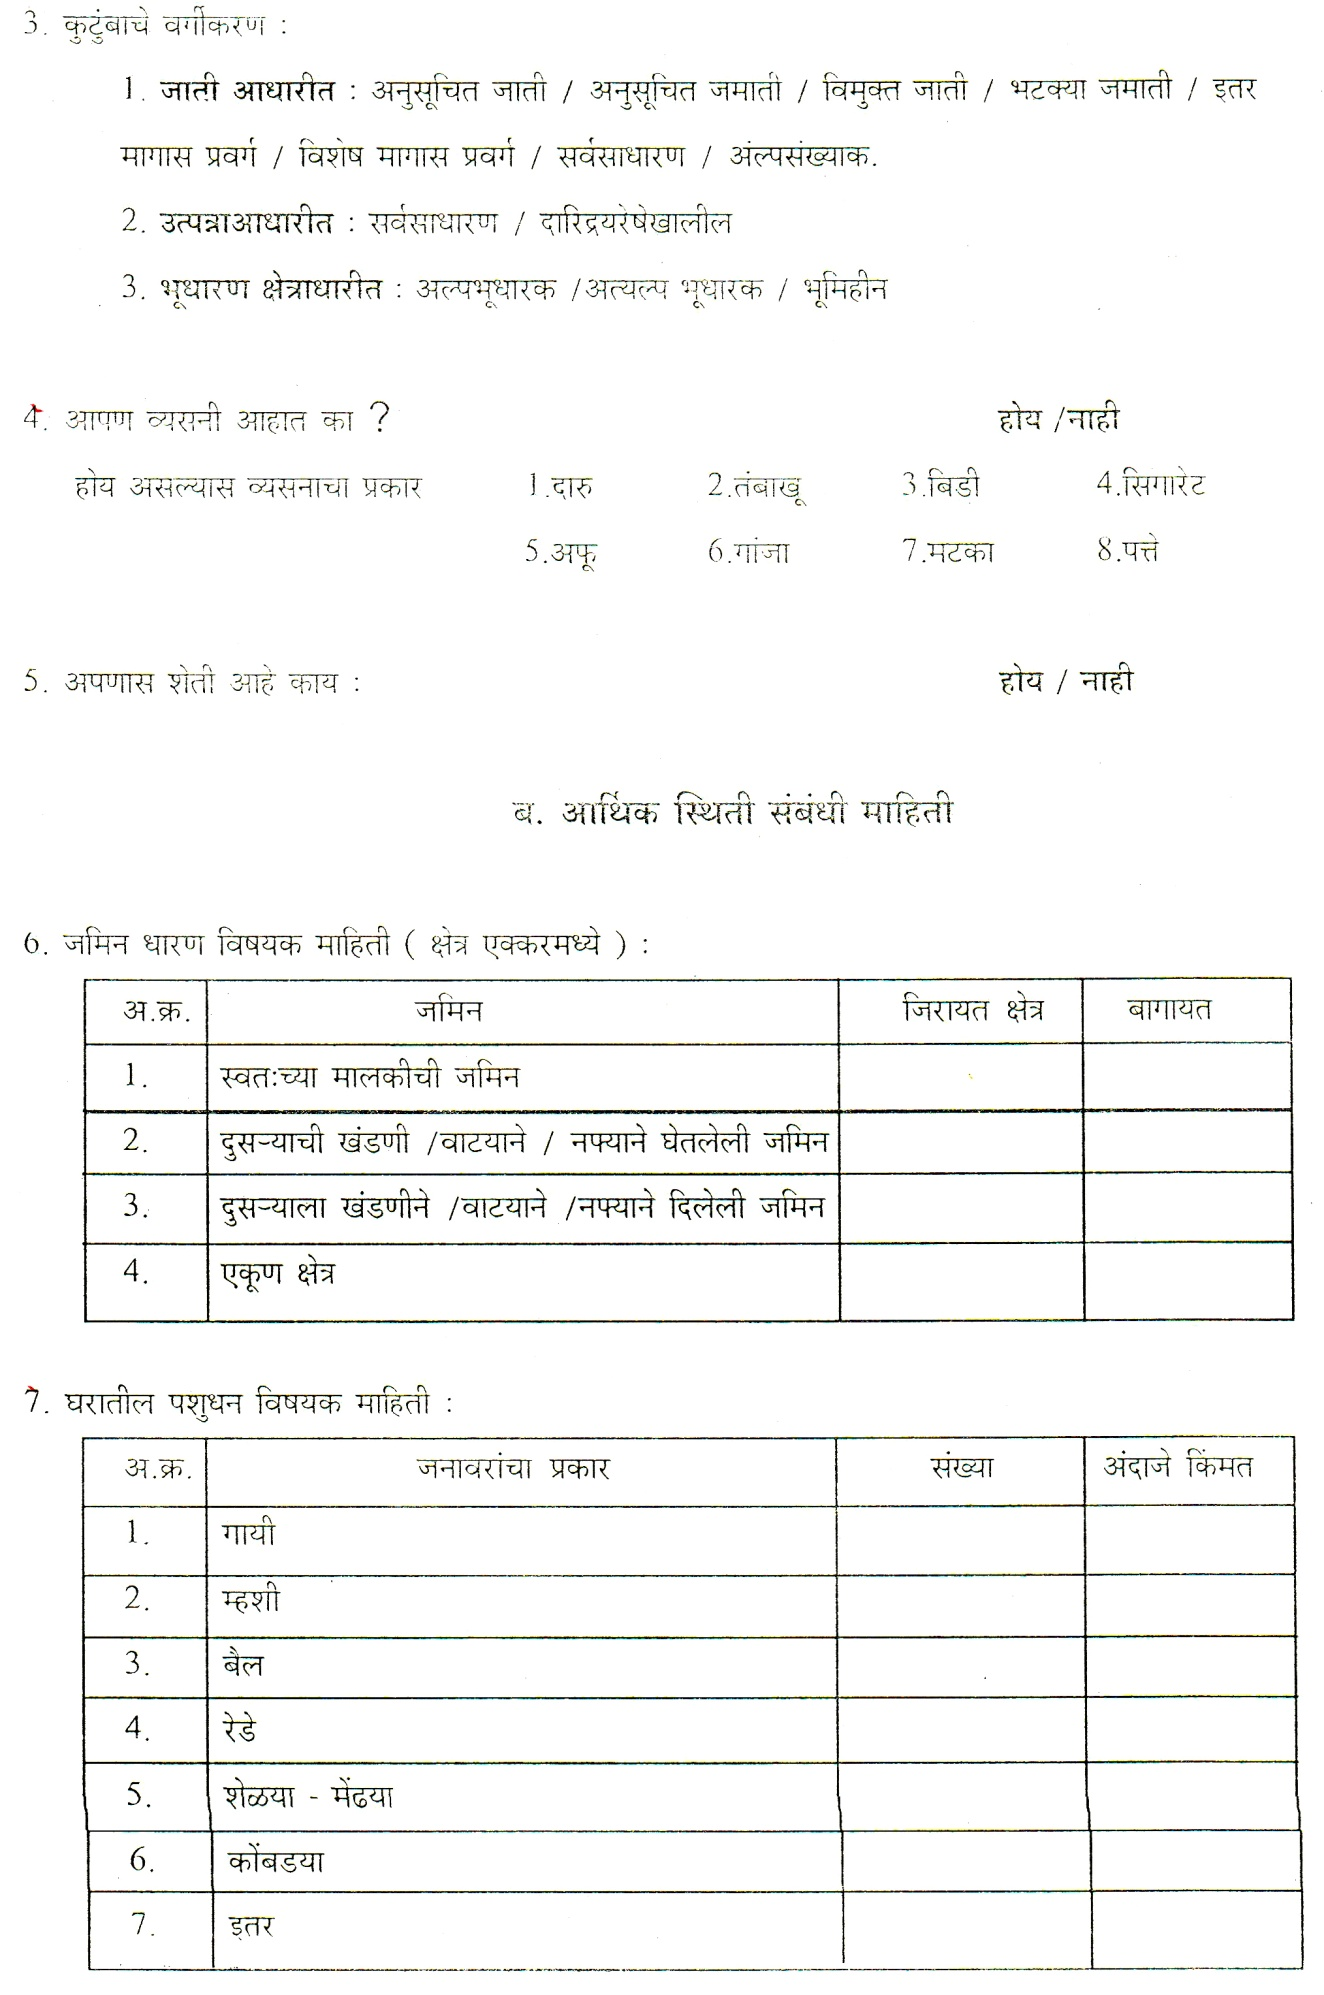 3. कुटुंबाचे वर्गीकरण :
1. जाती आधारीत : अनुसूचित जाती / अनुसूचित जमाती / विमुक्त जाती / भटक्या जमाती / इतर
मागास प्रवर्ग / विशेष मागास प्रवर्ग / सर्वसाधारण / अंल्पसंख्याक.
2. उत्पन्नाआधारीत : सर्वसाधारण / दारिद्रयरेषेखालील
3. भूधारण क्षेत्राधारीत : अल्पभूधारक /अत्यल्प भूधारक / भूमिहीन
4. आपण व्यसनी आहात का ? होय /नाही
होय असल्यास व्यसनाचा प्रकार 1.दारु 2.तंबाखू 3.बिडी 4.सिगारेट
5.अफू 6.गांजा 7.मटका 8.पत्ते
5. अपणास शेती आहे काय : होय / नाही
ब. आर्थिक स्थिती संबंधी माहिती
6. जमिन धारण विषयक माहिती ( क्षेत्र एक्करमध्ये ) :
अ.क्र. जमिन जिरायत क्षेत्र बागायत
1. स्वतःच्या मालकीची जमिन
2. दुसऱ्याची खंडणी /वाटयाने / नफ्याने घेतलेली जमिन
3. दुसऱ्याला खंडणीने /वाटयाने /नफ्याने दिलेली जमिन
4. एकूण क्षेत्र
7. घरातील पशुधन विषयक माहिती :
अ.क्र. जनावरांचा प्रकार संख्या अंदाजे किंमत
1. गायी
2. म्हशी
3. बैल
4. रेडे
5. शेळया - मेंढया
6. कोंबडया
7. इतर